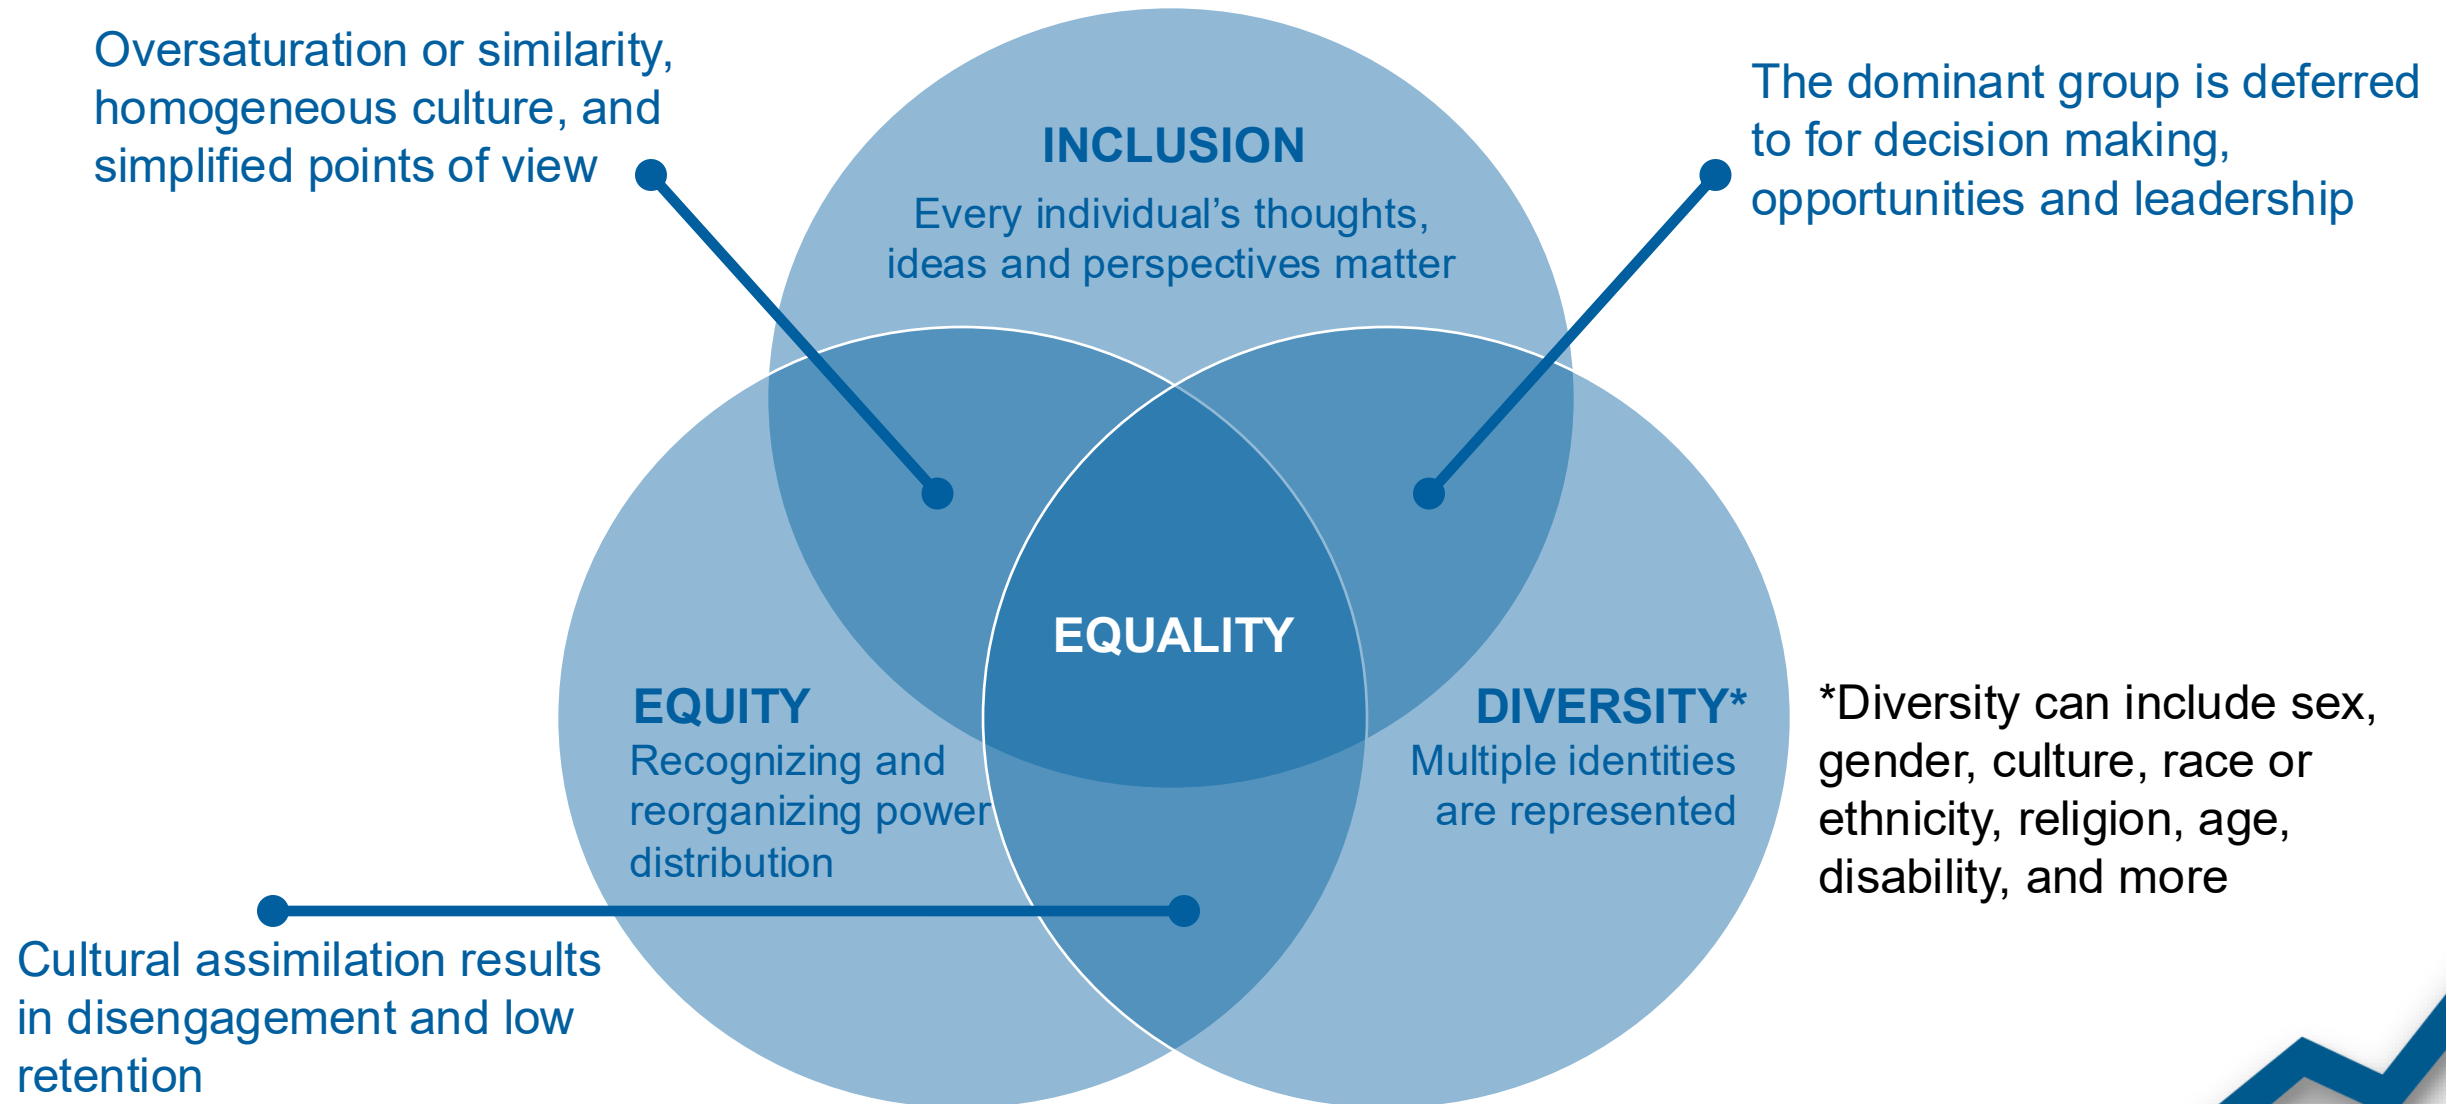 Oversaturation or similarity,
homogeneous culture, and
simplified points of view
The dominant group is deferred
to for decision making,
opportunities and leadership
INCLUSION
Every individual’s thoughts,
ideas and perspectives matter
EQUALITY
EQUITY
Recognizing and
reorganizing power
distribution
DIVERSITY*
Multiple identities
are represented
*Diversity can include sex,
gender, culture, race or
ethnicity, religion, age,
disability, and more
Cultural assimilation results
in disengagement and low
retention